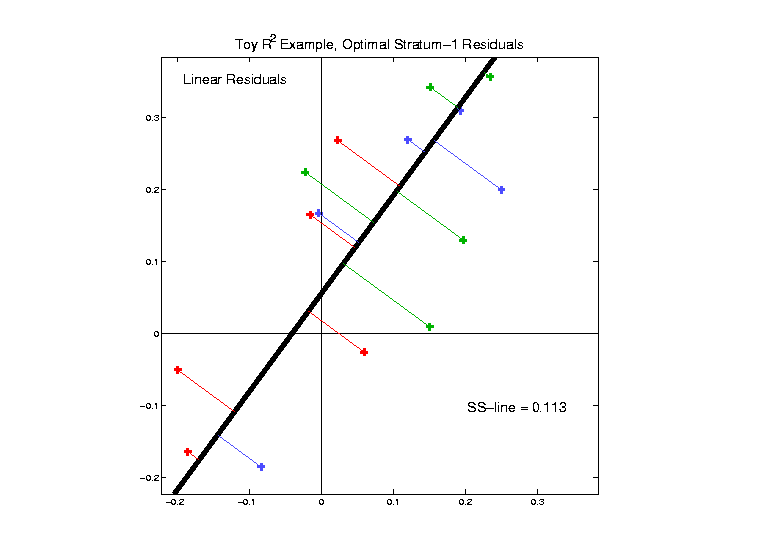 Toy R² Example, Optimal Stratum−1 Residuals
Linear Residuals
0.3
0.2
0.1
0
−0.1
SS−line = 0.113
−0.2
−0.2 −0.1 0 0.1 0.2 0.3